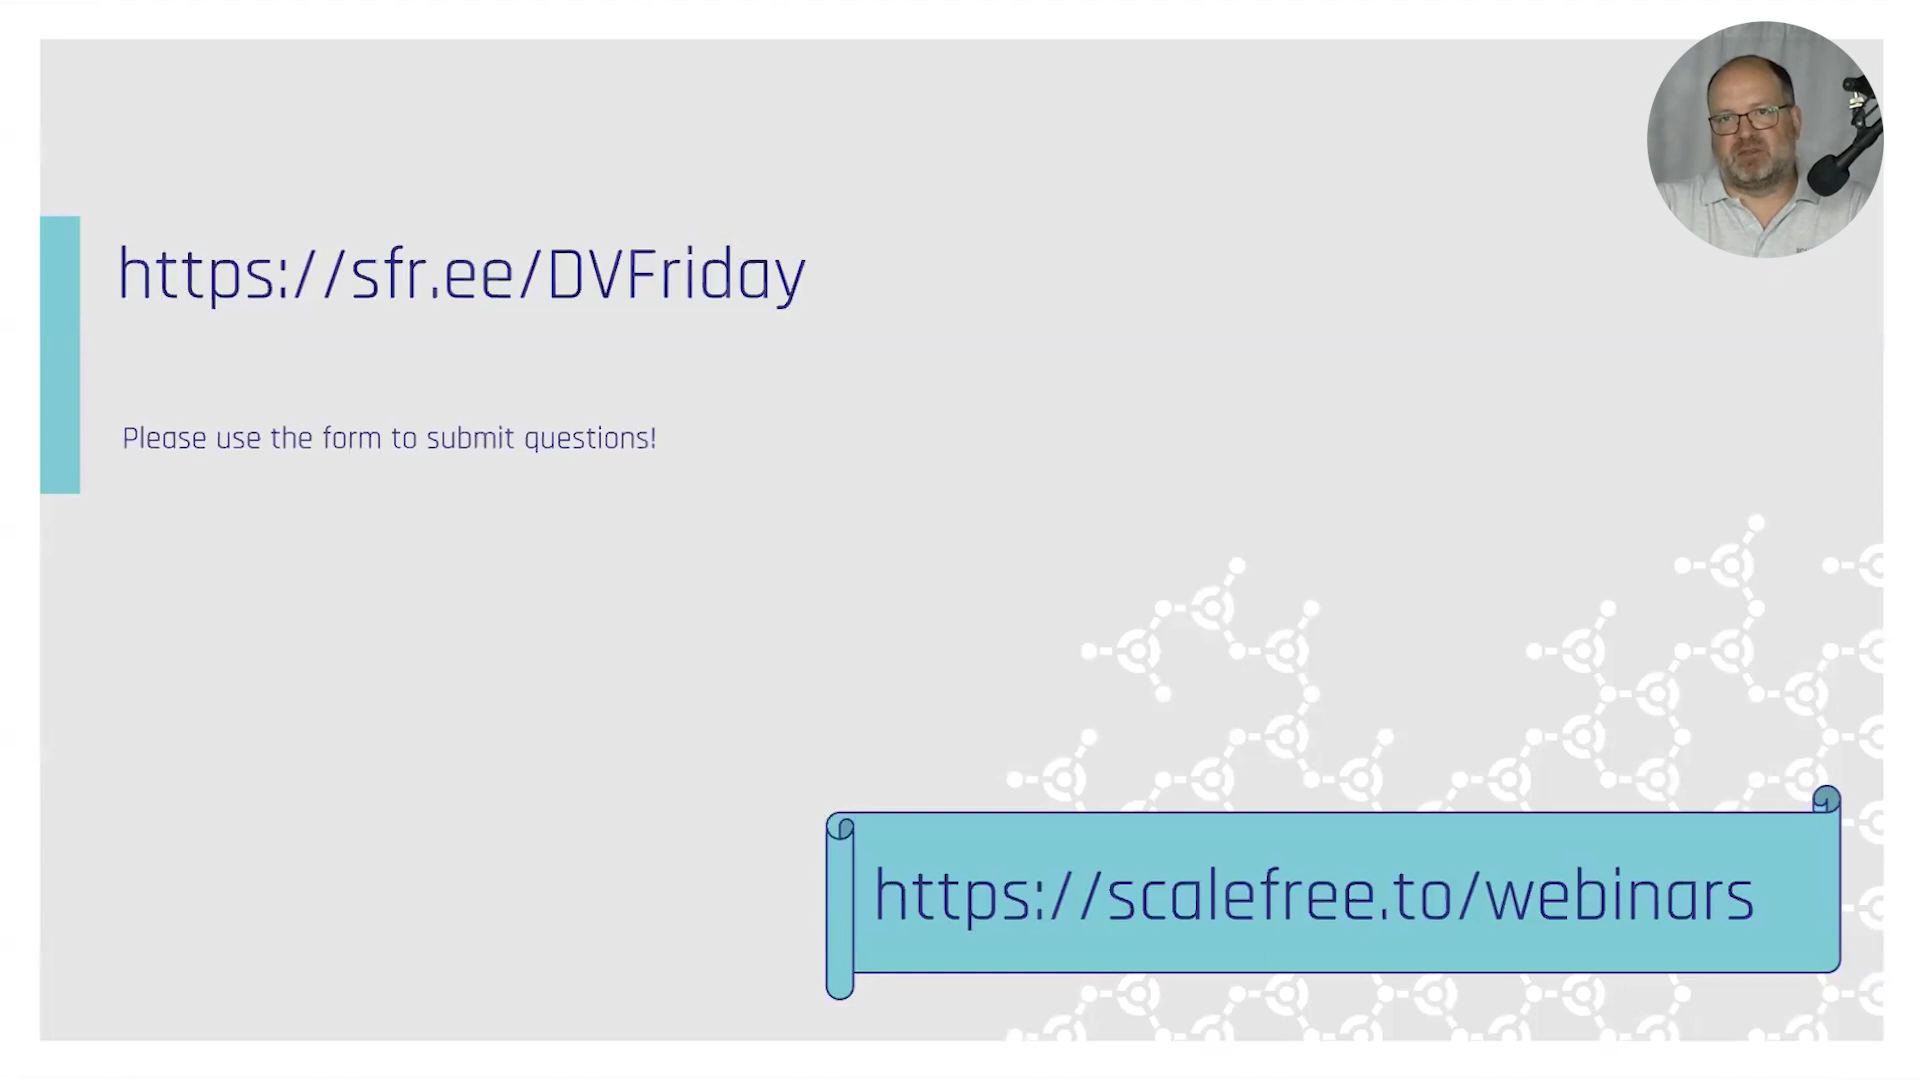 https://sfr.ee/DVFriday
Please use the form to submit questions!
https://scalefree.to/webinars